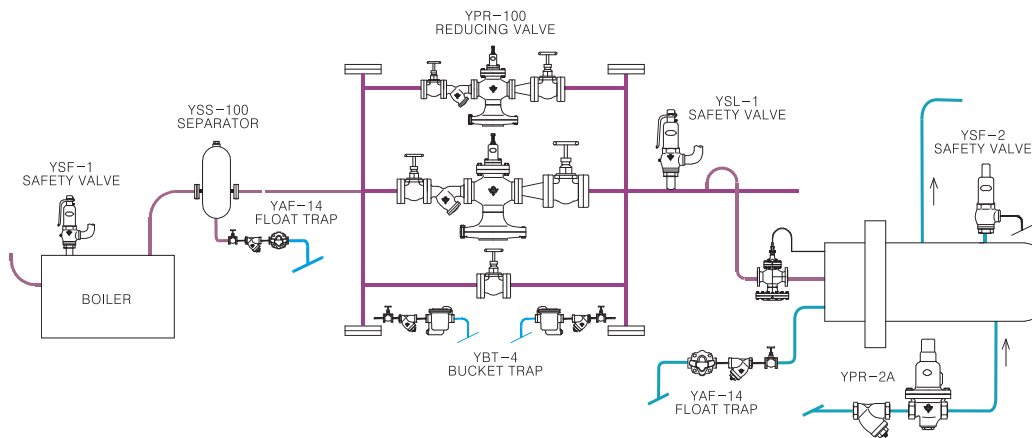 YPR-100
REDUCING VALVE
YSS-100
SEPARATOR
YSL-1
SAFETY VALVE
YSF-2
SAFETY VALVE
YSF-1
SAFETY VALVE
YAF-14
FLOAT TRAP
BOILER
YBT-4
BUCKET TRAP
YPR-2A
YAF-14
FLOAT TRAP